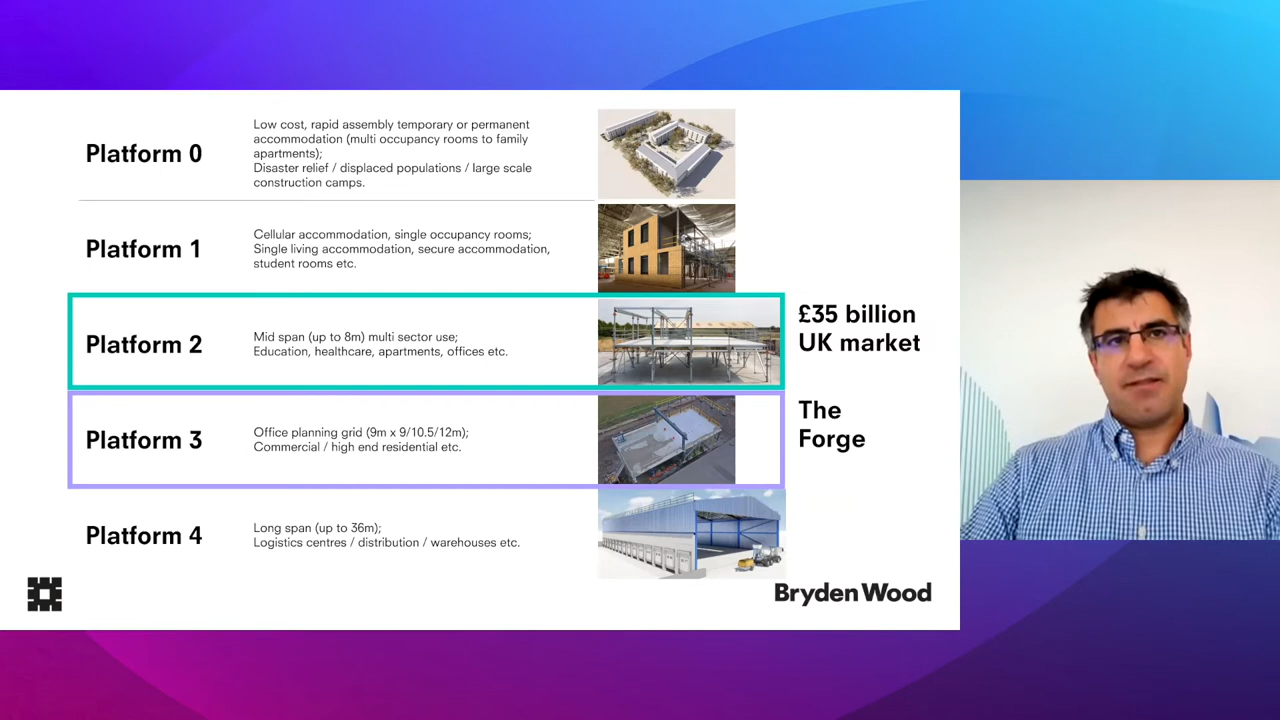 Platform 0
Low cost, rapid assembly temporary or permanent
accommodation (multi occupancy rooms to family
apartments);
Disaster relief / displaced populations / large scale
construction camps.
Platform 1
Cellular accommodation, single occupancy rooms;
Single living accommodation, secure accommodation,
student rooms etc.
Platform 2
Mid span (up to 8m) multi sector use;
Education, healthcare, apartments, offices etc.
£35 billion
UK market
Platform 3
Office planning grid (9m x 9/10.5/12m);
Commercial / high end residential etc.
The
Forge
Platform 4
Long span (up to 36m);
Logistics centres / distribution / warehouses etc.
Bryden Wood